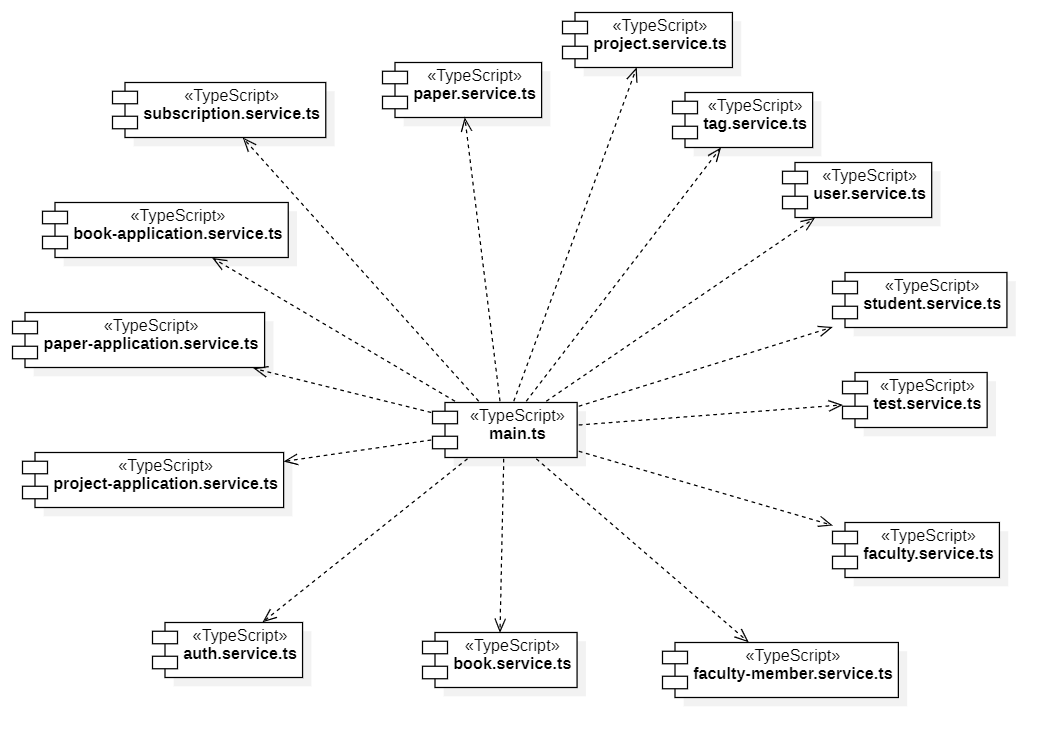 «TypeScript»
project.service.ts
«TypeScript»
paper.service.ts
«TypeScript»
subscription.service.ts
«TypeScript»
tag.service.ts
«TypeScript»
user.service.ts
«TypeScript»
book-application.service.ts
«TypeScript»
student.service.ts
«TypeScript»
paper-application.service.ts
«TypeScript»
test.service.ts
«TypeScript»
main.ts
«TypeScript»
project-application.service.ts
«TypeScript»
faculty.service.ts
«TypeScript»
auth.service.ts
«TypeScript»
book.service.ts
«TypeScript»
faculty-member.service.ts